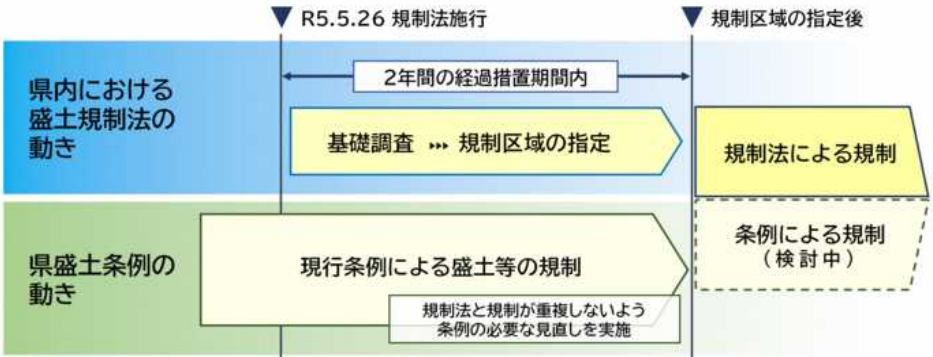 ▼ R5.5.26 規制法施行
▼ 規制区域の指定後
県内における
盛土規制法の
動き
2年間の経過措置期間内
基礎調査 ▸▸▸ 規制区域の指定
規制法による規制
県盛土条例の
動き
現行条例による盛土等の規制
規制法と規制が重複しないよう
条例の必要な見直しを実施
条例による規制
(検討中)